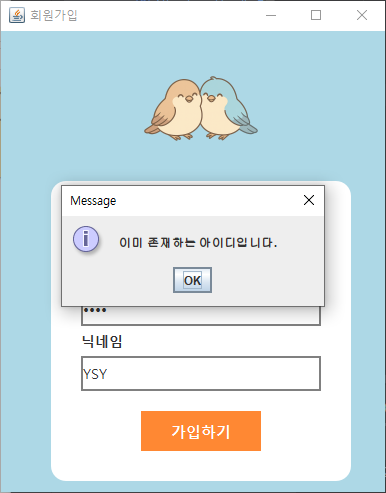 회원가입
Message
이미 존재하는 아이디입니다.
OK
••••
닉네임
YSY
가입하기